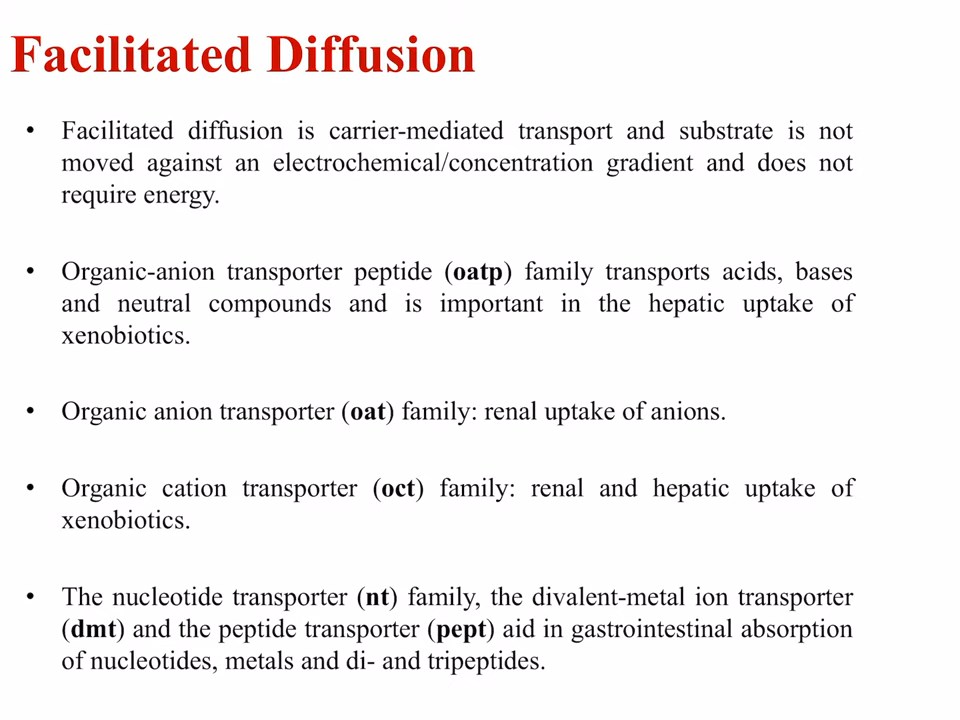 Facilitated Diffusion
• Facilitated diffusion is carrier-mediated transport and substrate is not
moved against an electrochemical/concentration gradient and does not
require energy.
• Organic-anion transporter peptide (oatp) family transports acids, bases
and neutral compounds and is important in the hepatic uptake of
xenobiotics.
• Organic anion transporter (oat) family: renal uptake of anions.
• Organic cation transporter (oct) family: renal and hepatic uptake of
xenobiotics.
• The nucleotide transporter (nt) family, the divalent-metal ion transporter
(dmt) and the peptide transporter (pept) aid in gastrointestinal absorption
of nucleotides, metals and di- and tripeptides.